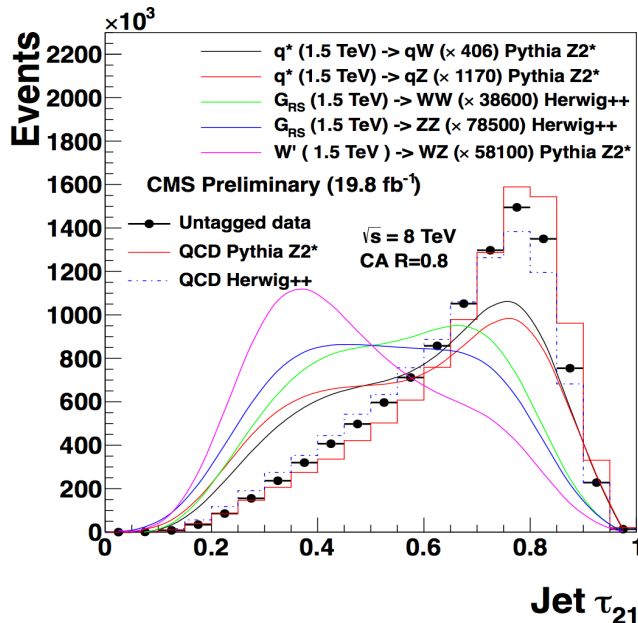 ×10³
Events
2200
2000
1800
1600
1400
1200
1000
800
600
400
200
0
q* (1.5 TeV) -> qW (× 406) Pythia Z2*
q* (1.5 TeV) -> qZ (× 1170) Pythia Z2*
G_RS (1.5 TeV) -> WW (× 38600) Herwig++
G_RS (1.5 TeV) -> ZZ (× 78500) Herwig++
W' ( 1.5 TeV ) -> WZ (× 58100) Pythia Z2*
CMS Preliminary (19.8 fb⁻¹)
Untagged data
QCD Pythia Z2*
QCD Herwig++
√s = 8 TeV
CA R=0.8
0 0.2 0.4 0.6 0.8 1
Jet τ₂₁